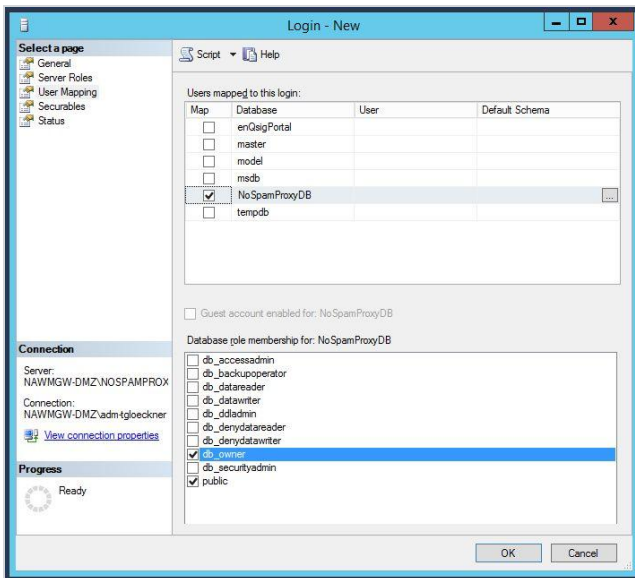 Login - New
Select a page
General
Server Roles
User Mapping
Securables
Status
Script
Help
Users mapped to this login:
Map Database User Default Schema
enQsigPortal
master
model
msdb
NoSpamProxyDB ...
tempdb
Guest account enabled for: NoSpamProxyDB
Database role membership for: NoSpamProxyDB
db_accessadmin
db_backupoperator
db_datareader
db_datawriter
db_ddladmin
db_denydatareader
db_denydatawriter
db_owner
db_securityadmin
public
Connection
Server:
NAWMGW-DMZ\NOSPAMPROX
Connection:
NAWMGW-DMZ\adm-tgloeckner
View connection properties
Progress
Ready
OK Cancel